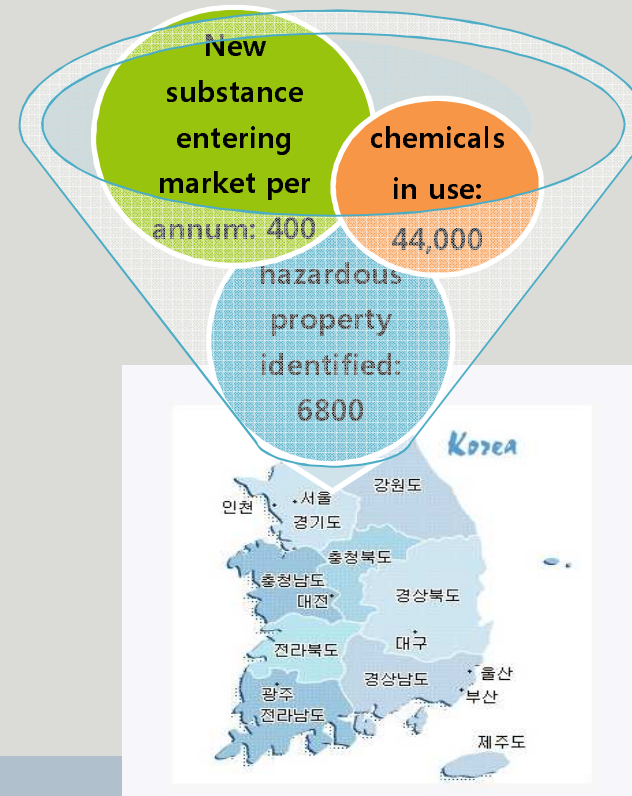 New
substance
entering
market per
annum: 400
chemicals
in use:
44,000
hazardous
property
identified:
6800
Korea
강원도
서울
인천
경기도
충청북도
충청남도
대전
경상북도
전라북도
대구
경상남도
울산
부산
광주
전라남도
제주도